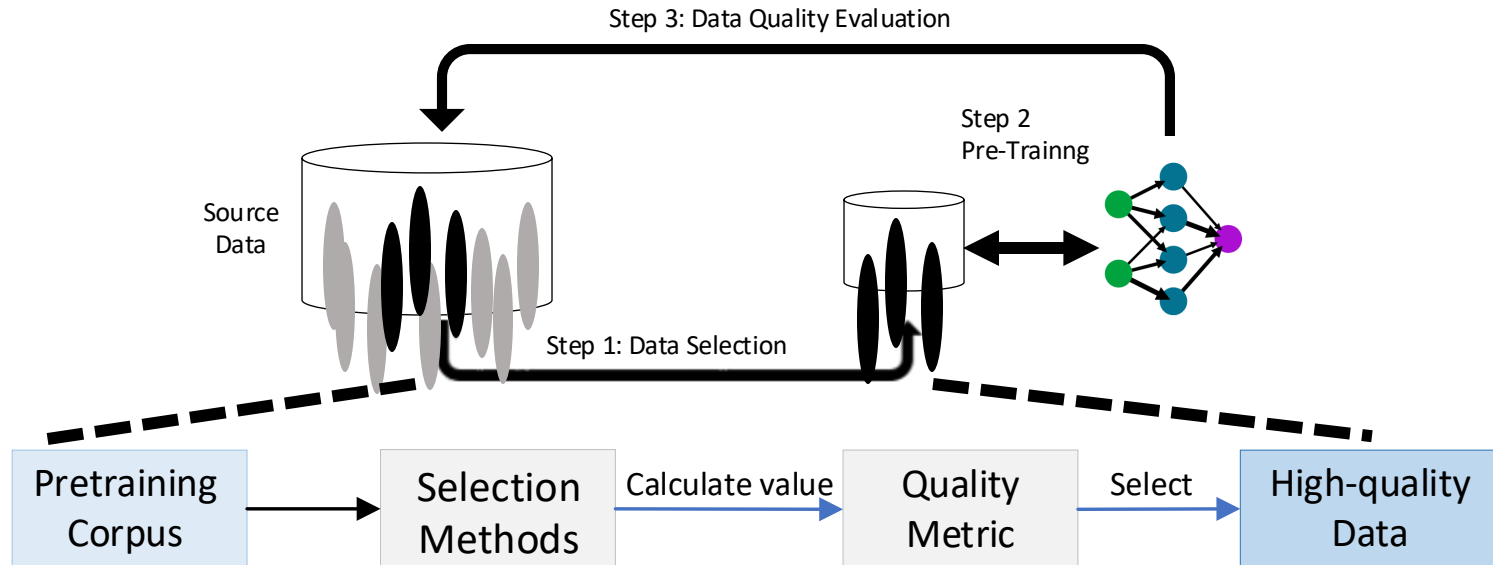 Step 3: Data Quality Evaluation
Step 2
Pre-Trainng
Source
Data
Step 1: Data Selection
Pretraining
Corpus
Selection
Methods
Calculate value
Quality
Metric
Select
High-quality
Data